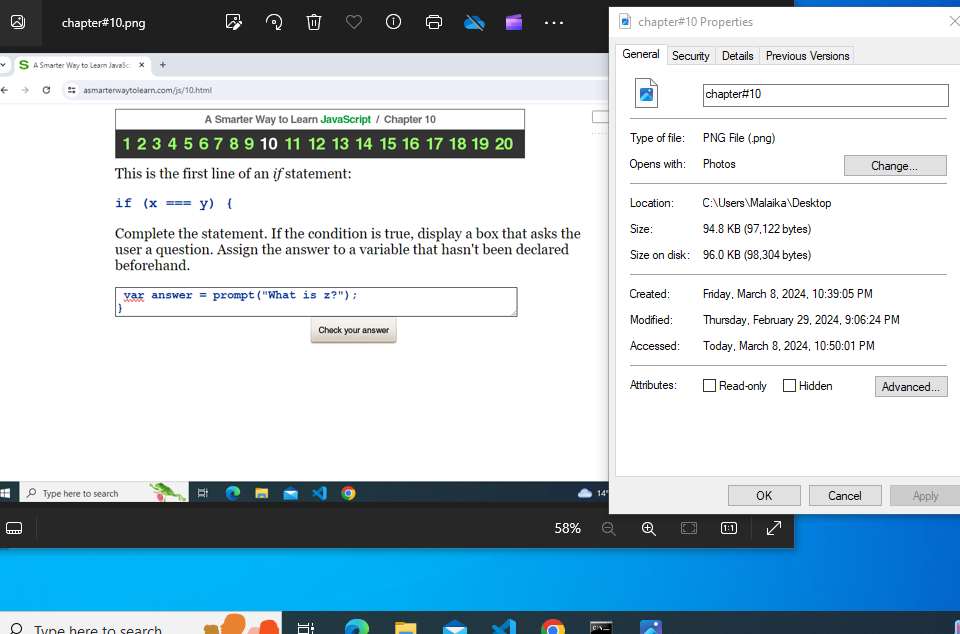 chapter#10.png
A Smarter Way to Learn JavaSc
asmarterwaytolearn.com/js/10.html
A Smarter Way to Learn JavaScript / Chapter 10
1 2 3 4 5 6 7 8 9 10 11 12 13 14 15 16 17 18 19 20
This is the first line of an if statement:
if (x === y) {
Complete the statement. If the condition is true, display a box that asks the
user a question. Assign the answer to a variable that hasn't been declared
beforehand.
var answer = prompt("What is z?");
}
Check your answer
Type here to search
14°
58%
1:1
chapter#10 Properties
General Security Details Previous Versions
chapter#10
Type of file: PNG File (.png)
Opens with: Photos Change...
Location: C:\Users\Malaika\Desktop
Size: 94.8 KB (97,122 bytes)
Size on disk: 96.0 KB (98,304 bytes)
Created: Friday, March 8, 2024, 10:39:05 PM
Modified: Thursday, February 29, 2024, 9:06:24 PM
Accessed: Today, March 8, 2024, 10:50:01 PM
Attributes: Read-only Hidden Advanced...
OK Cancel Apply
Type here to search